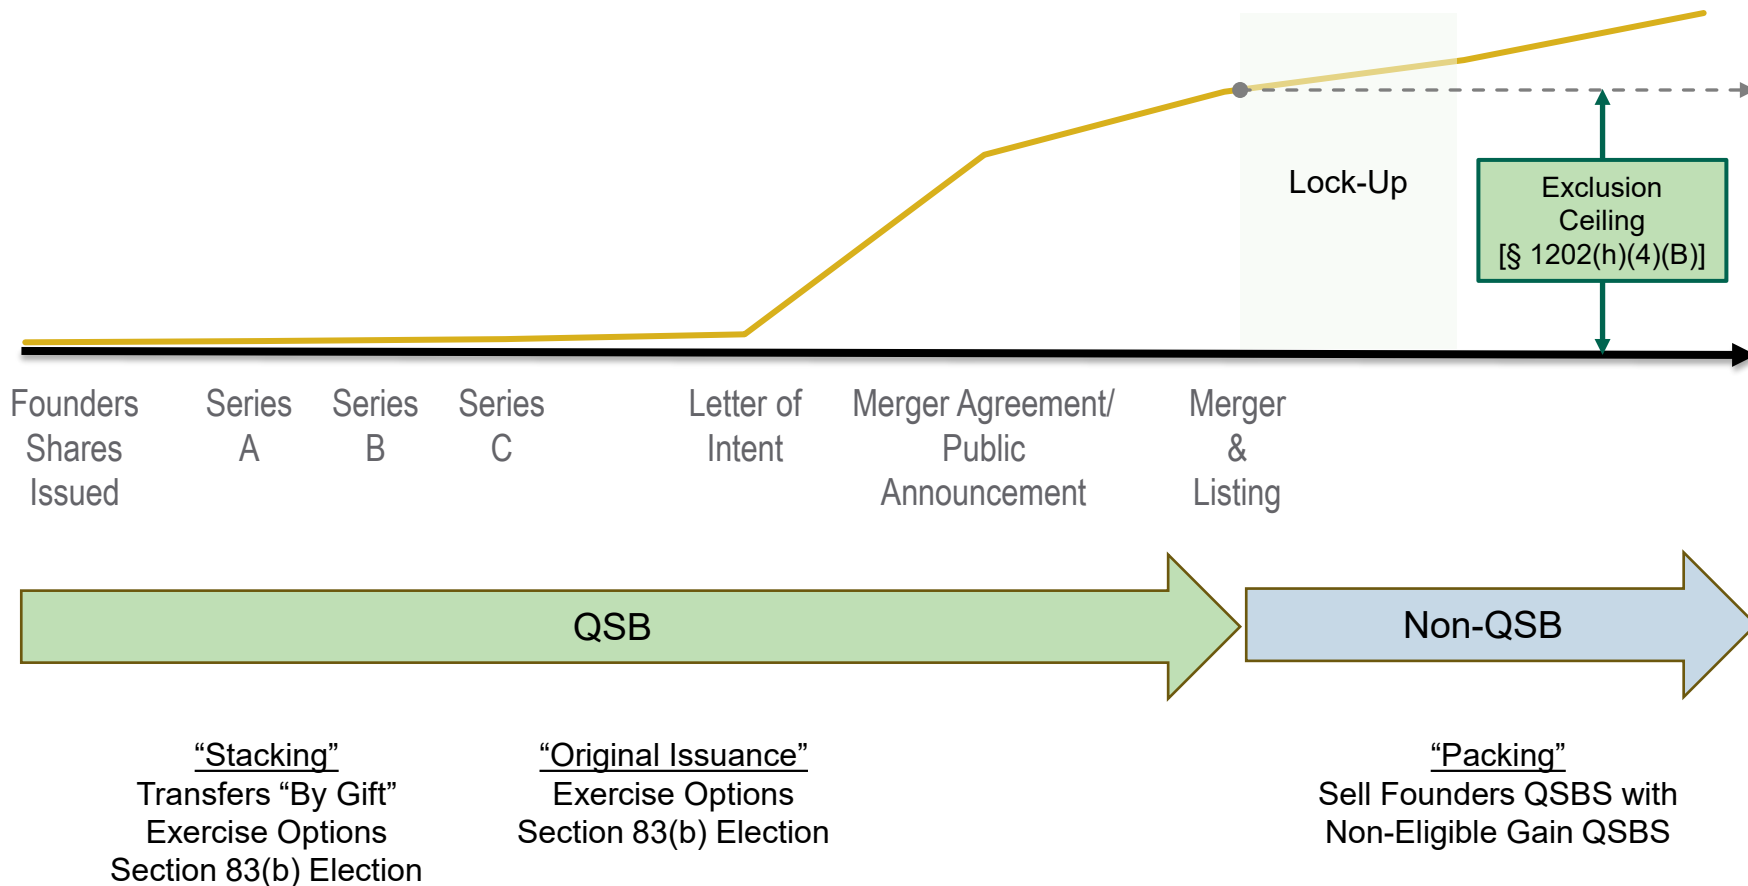 Lock-Up
Exclusion
Ceiling
[§ 1202(h)(4)(B)]
Founders
Shares
Issued
Series
A
Series
B
Series
C
Letter of
Intent
Merger Agreement/
Public
Announcement
Merger
&
Listing
QSB
Non-QSB
“Stacking”
Transfers “By Gift”
Exercise Options
Section 83(b) Election
“Original Issuance”
Exercise Options
Section 83(b) Election
“Packing”
Sell Founders QSBS with
Non-Eligible Gain QSBS